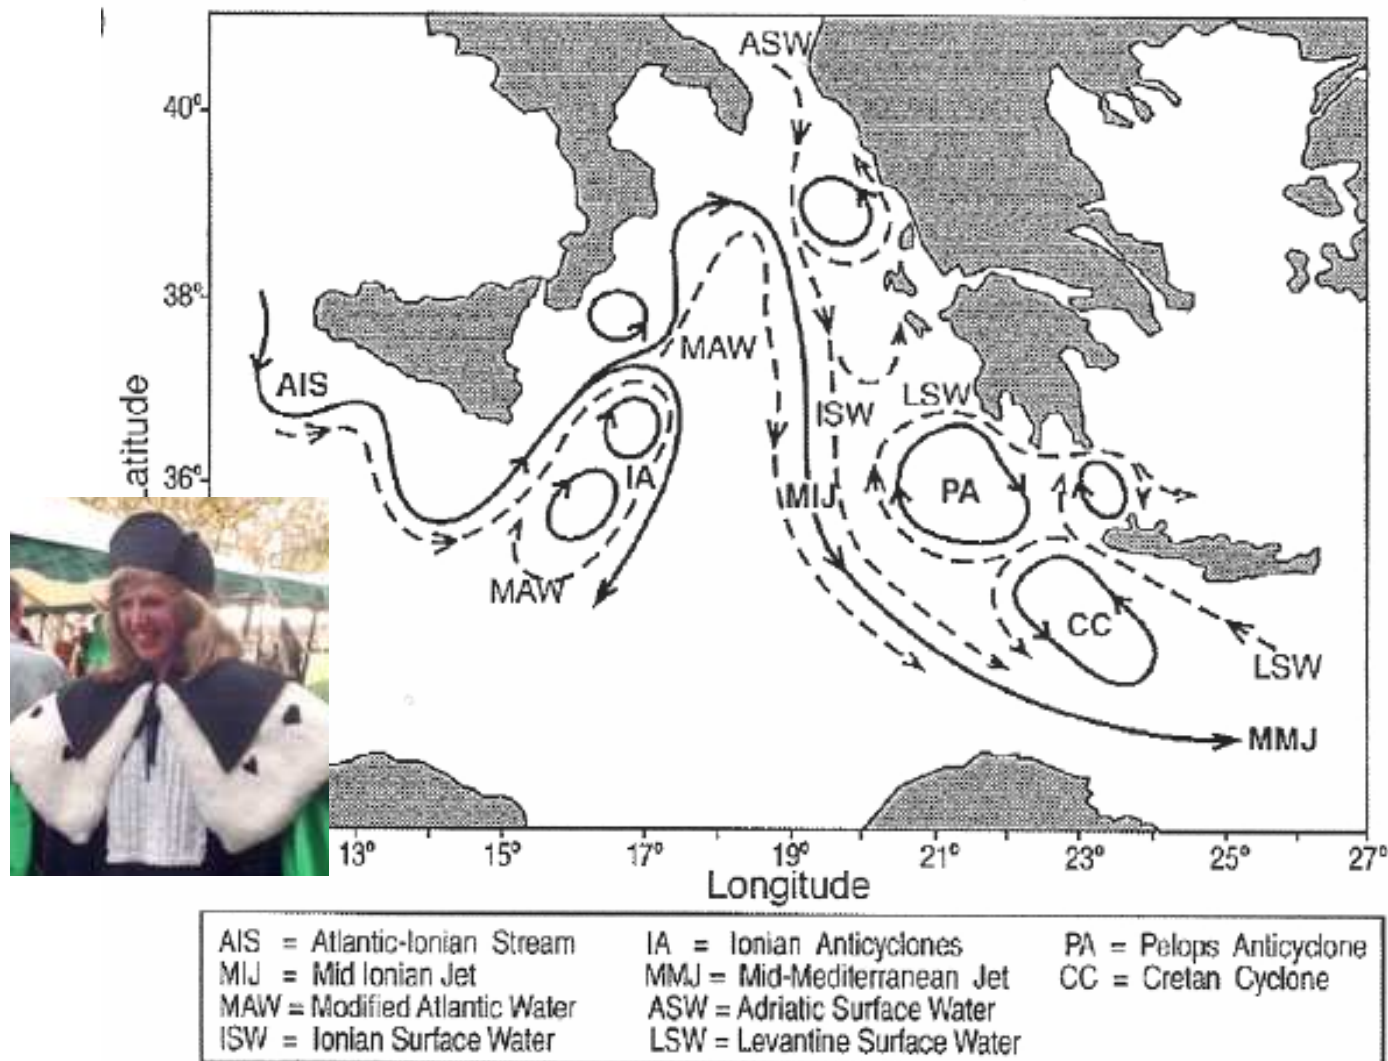 ASW
40°
38°
MAW
AIS
LSW
ISW
36°
IA
MIJ
PA
MAW
CC
LSW
MMJ
Latitude
13° 15° 17° 19° 21° 23° 25° 27°
Longitude
AIS = Atlantic-Ionian Stream IA = Ionian Anticyclones PA = Pelops Anticyclone
MIJ = Mid Ionian Jet MMJ = Mid-Mediterranean Jet CC = Cretan Cyclone
MAW = Modified Atlantic Water ASW = Adriatic Surface Water
ISW = Ionian Surface Water LSW = Levantine Surface Water